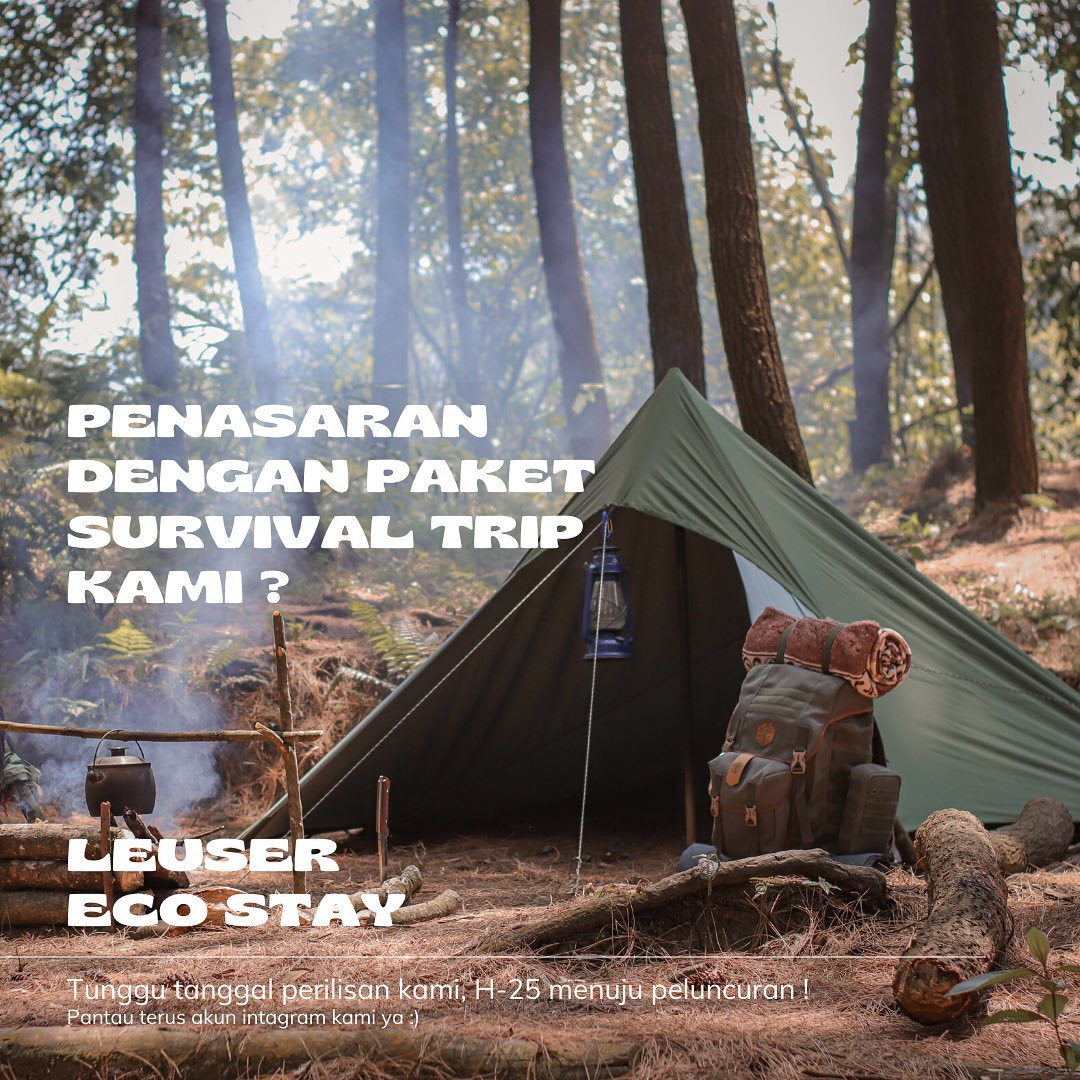 PENASARAN
DENGAN PAKET
SURVIVAL TRIP
KAMI ?
LEUSER
ECO STAY
Tunggu tanggal perilisan kami, H-25 menuju peluncuran !
Pantau terus akun intagram kami ya :)